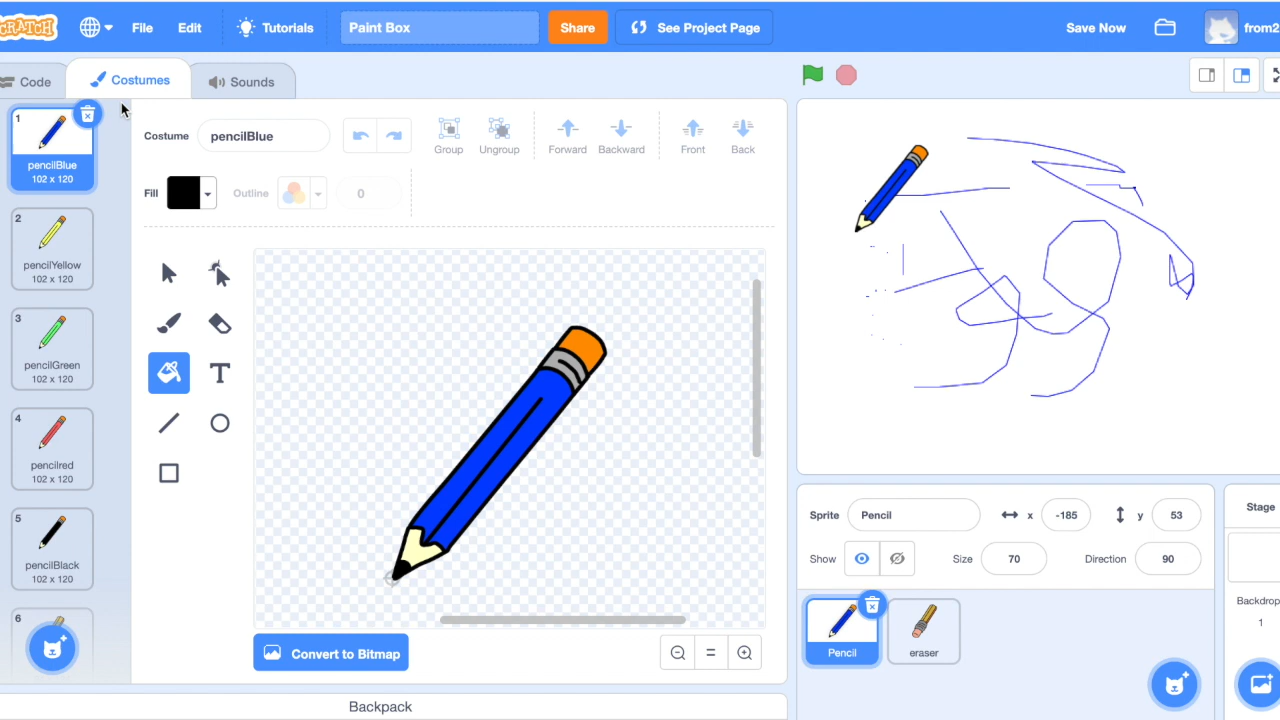 SCRATCH File Edit Tutorials Paint Box Share See Project Page Save Now from2
Code Costumes Sounds
1
pencilBlue
102 x 120
2
pencilYellow
102 x 120
3
pencilGreen
102 x 120
4
pencilred
102 x 120
5
pencilBlack
102 x 120
6
Costume pencilBlue
Group Ungroup Forward Backward Front Back
Fill Outline 0
T
Convert to Bitmap
Backpack
Sprite Pencil x -185 y 53
Show Size 70 Direction 90
Pencil
eraser
Stage
Backdrop
1